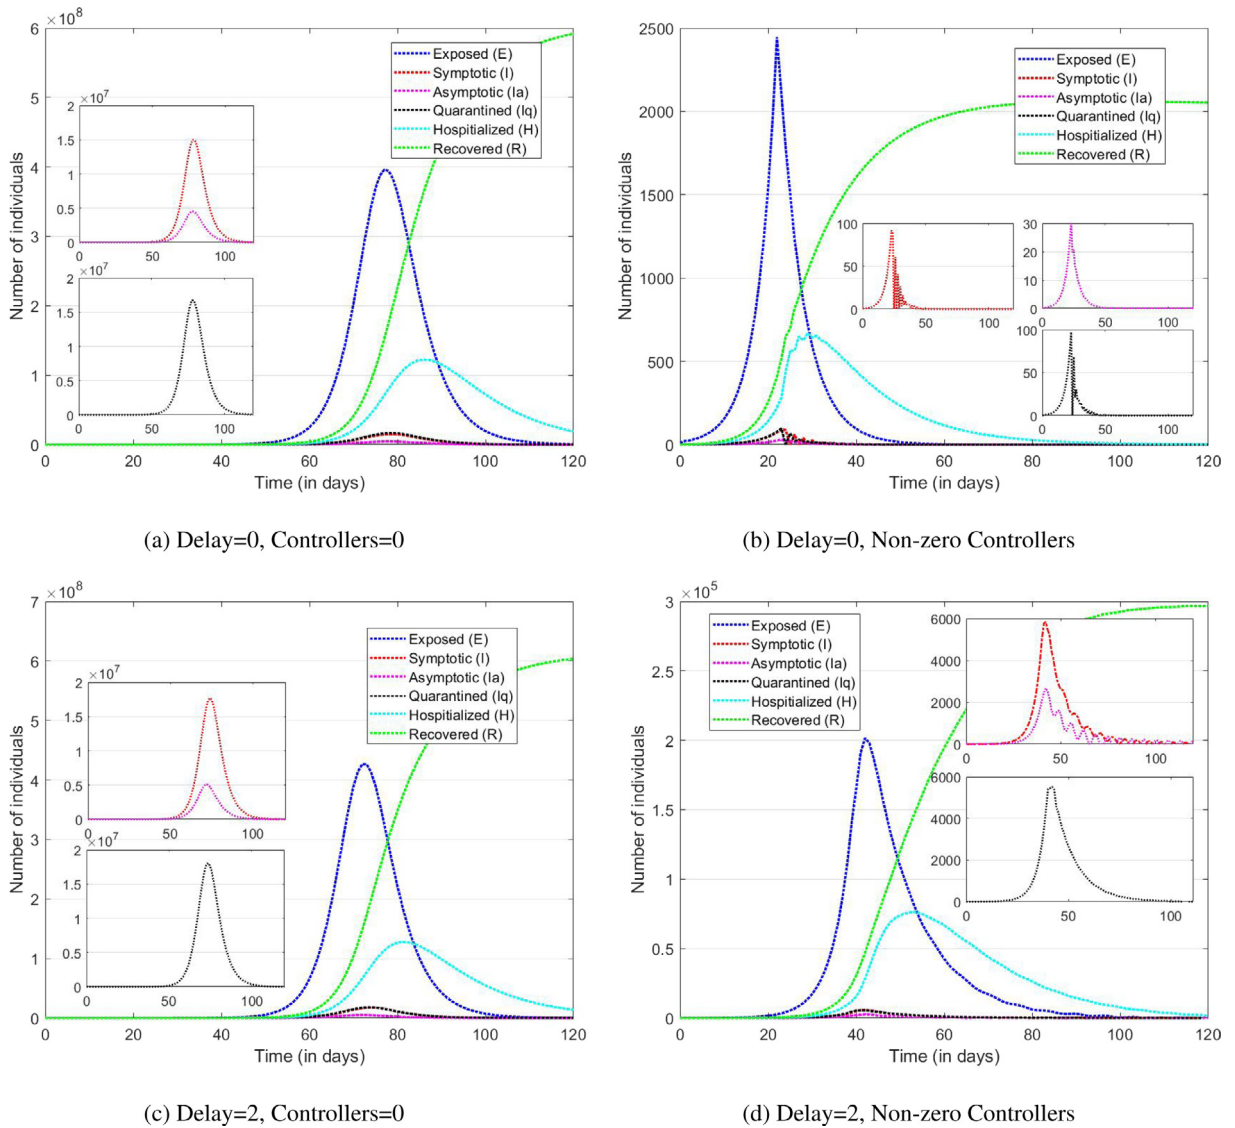 ×10^8
6
5
4
3
2
1
0
Number of individuals
0 20 40 60 80 100 120
Time (in days)
Exposed (E)
Symptotic (I)
Asymptotic (Ia)
Quarantined (Iq)
Hospitialized (H)
Recovered (R)
×10^7
2
1.5
1
0.5
0
0 50 100
×10^7
2
1.5
1
0.5
0
0 50 100
(a) Delay=0, Controllers=0
2500
2000
1500
1000
500
0
Number of individuals
0 20 40 60 80 100 120
Time (in days)
Exposed (E)
Symptotic (I)
Asymptotic (Ia)
Quarantined (Iq)
Hospitialized (H)
Recovered (R)
100
50
0
0 50 100
30
20
10
0
0 50 100
100
50
0
0 50 100
(b) Delay=0, Non-zero Controllers
×10^8
7
6
5
4
3
2
1
0
Number of individuals
0 20 40 60 80 100 120
Time (in days)
Exposed (E)
Symptotic (I)
Asymptotic (Ia)
Quarantined (Iq)
Hospitialized (H)
Recovered (R)
×10^7
2
1.5
1
0.5
0
0 50 100
×10^7
2
1.5
1
0.5
0
0 50 100
(c) Delay=2, Controllers=0
×10^5
3
2.5
2
1.5
1
0.5
0
Number of individuals
0 20 40 60 80 100 120
Time (in days)
Exposed (E)
Symptotic (I)
Asymptotic (Ia)
Quarantined (Iq)
Hospitialized (H)
Recovered (R)
6000
4000
2000
0
0 50 100
6000
4000
2000
0
0 50 100
(d) Delay=2, Non-zero Controllers